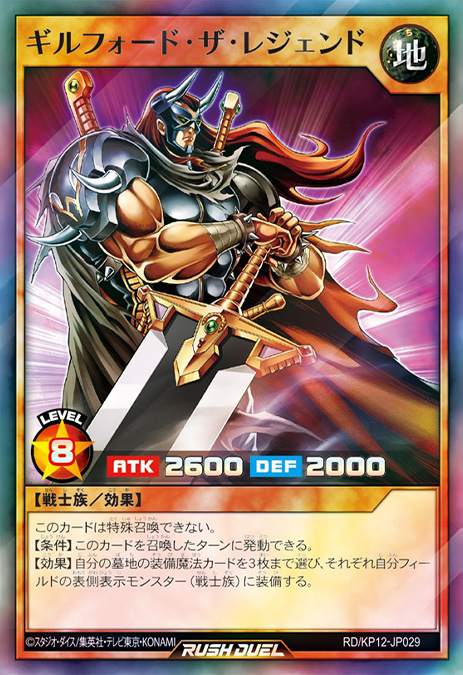 ギルフォード・ザ・レジェンド
地
LEVEL
8
ATK 2600 DEF 2000
【戦士族／効果】
このカードは特殊召喚できない。
【条件】このカードを召喚したターンに発動できる。
【効果】自分の墓地の装備魔法カードを3枚まで選び、それぞれ自分フィー
ルドの表側表示モンスター（戦士族）に装備する。
©スタジオ・ダイス/集英社・テレビ東京・KONAMI
RUSH DUEL
RD/KP12-JP029